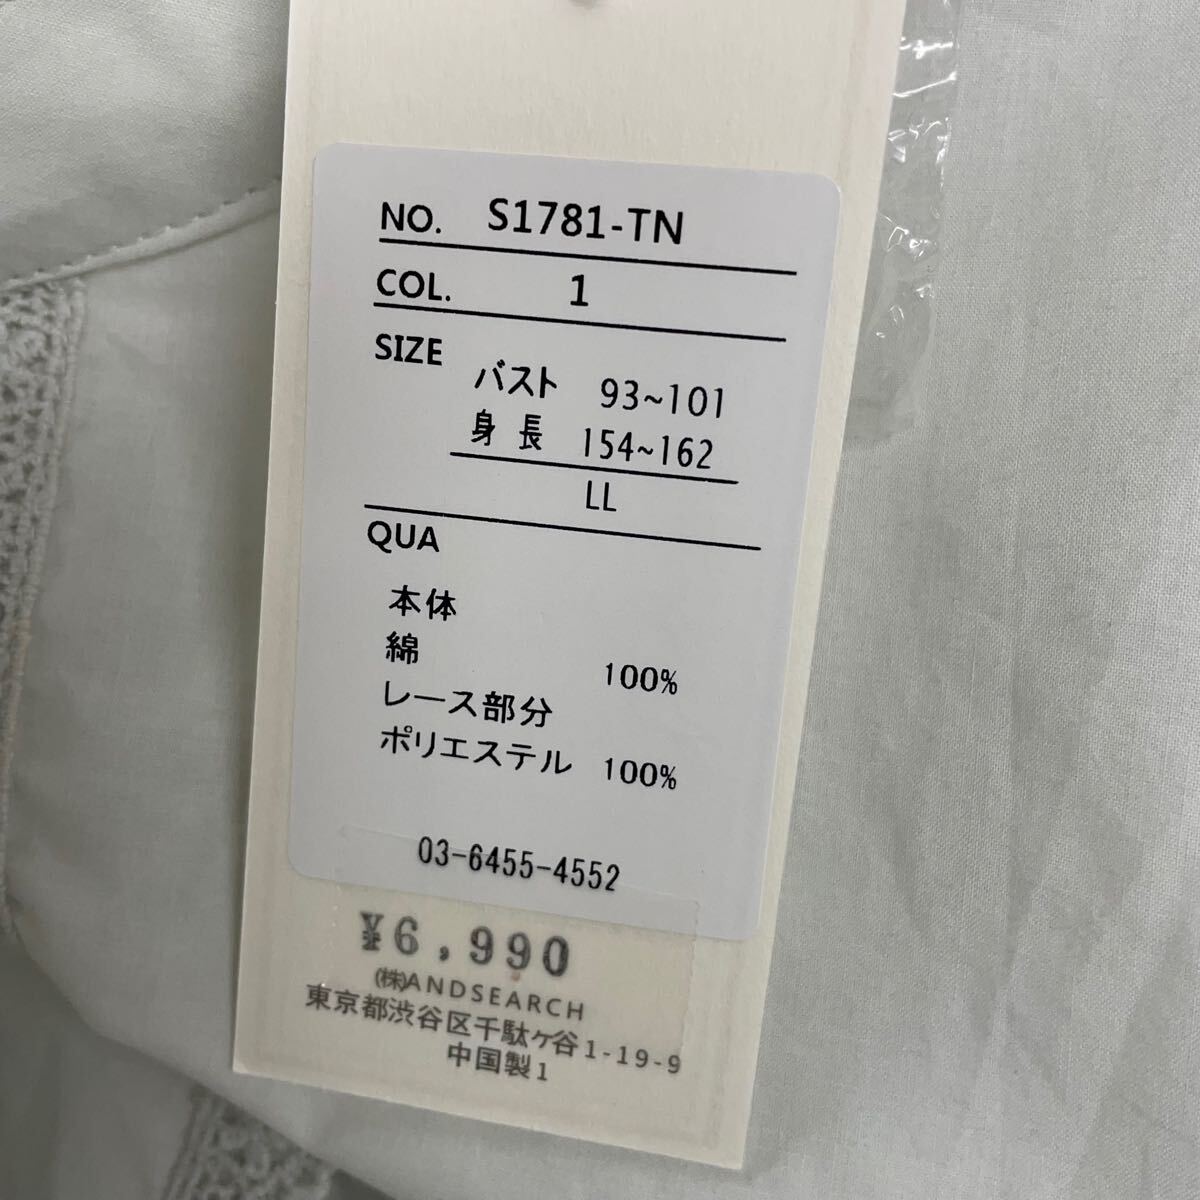 NO. S1781-TN
COL. 1
SIZE
バスト 93~101
身長 154~162
LL
QUA
本体
綿 100%
レース部分
ポリエステル 100%
03-6455-4552
¥6,990
(株)ANDSEARCH
東京都渋谷区千駄ケ谷1-19-9
中国製1